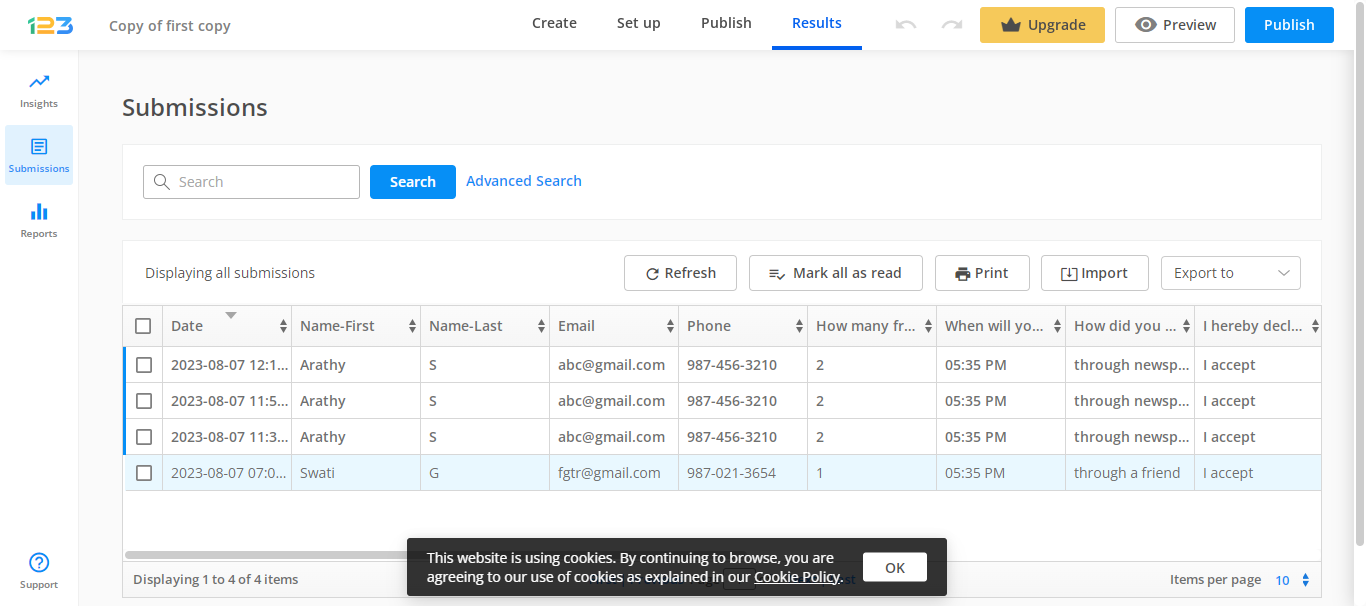 123 Copy of first copy Create Set up Publish Results Upgrade Preview Publish
Insights
Submissions
Reports
Support
Submissions
Search Search Advanced Search
Displaying all submissions Refresh Mark all as read Print Import Export to
Date Name-First Name-Last Email Phone How many fr... When will yo... How did you ... I hereby decl...
2023-08-07 12:1... Arathy S abc@gmail.com 987-456-3210 2 05:35 PM through newsp... I accept
2023-08-07 11:5... Arathy S abc@gmail.com 987-456-3210 2 05:35 PM through newsp... I accept
2023-08-07 11:3... Arathy S abc@gmail.com 987-456-3210 2 05:35 PM through newsp... I accept
2023-08-07 07:0... Swati G fgtr@gmail.com 987-021-3654 1 05:35 PM through a friend I accept
This website is using cookies. By continuing to browse, you are
agreeing to our use of cookies as explained in our Cookie Policy.
OK
Displaying 1 to 4 of 4 items Items per page 10